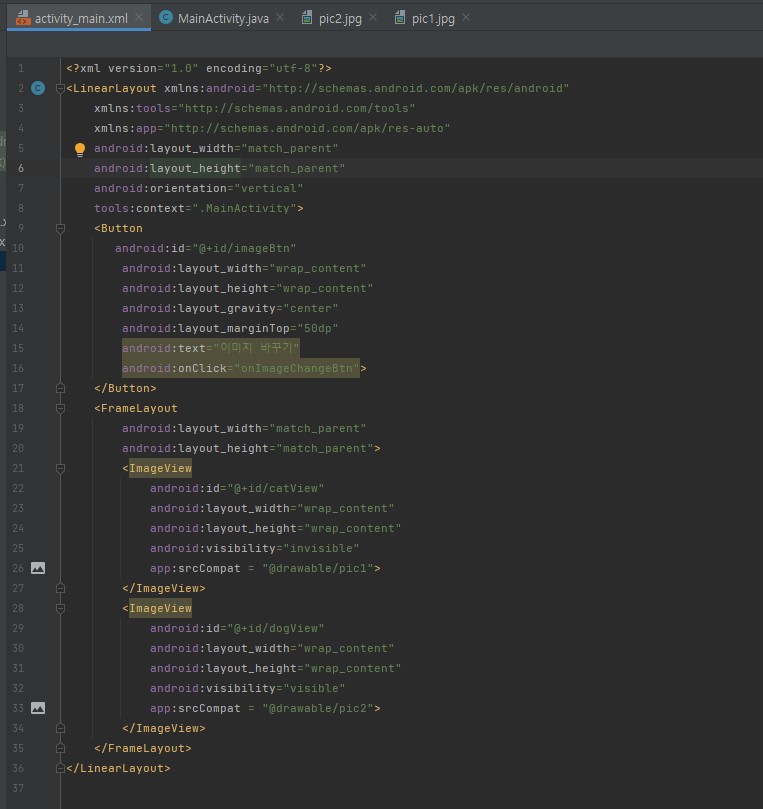 activity_main.xml
MainActivity.java
pic2.jpg
pic1.jpg
1 <?xml version="1.0" encoding="utf-8"?>
2 <LinearLayout xmlns:android="http://schemas.android.com/apk/res/android"
3 xmlns:tools="http://schemas.android.com/tools"
4 xmlns:app="http://schemas.android.com/apk/res-auto"
5 android:layout_width="match_parent"
6 android:layout_height="match_parent"
7 android:orientation="vertical"
8 tools:context=".MainActivity">
9 <Button
10 android:id="@+id/imageBtn"
11 android:layout_width="wrap_content"
12 android:layout_height="wrap_content"
13 android:layout_gravity="center"
14 android:layout_marginTop="50dp"
15 android:text="이미지 바꾸기"
16 android:onClick="onImageChangeBtn">
17 </Button>
18 <FrameLayout
19 android:layout_width="match_parent"
20 android:layout_height="match_parent">
21 <ImageView
22 android:id="@+id/catView"
23 android:layout_width="wrap_content"
24 android:layout_height="wrap_content"
25 android:visibility="invisible"
26 app:srcCompat = "@drawable/pic1">
27 </ImageView>
28 <ImageView
29 android:id="@+id/dogView"
30 android:layout_width="wrap_content"
31 android:layout_height="wrap_content"
32 android:visibility="visible"
33 app:srcCompat = "@drawable/pic2">
34 </ImageView>
35 </FrameLayout>
36 </LinearLayout>
37